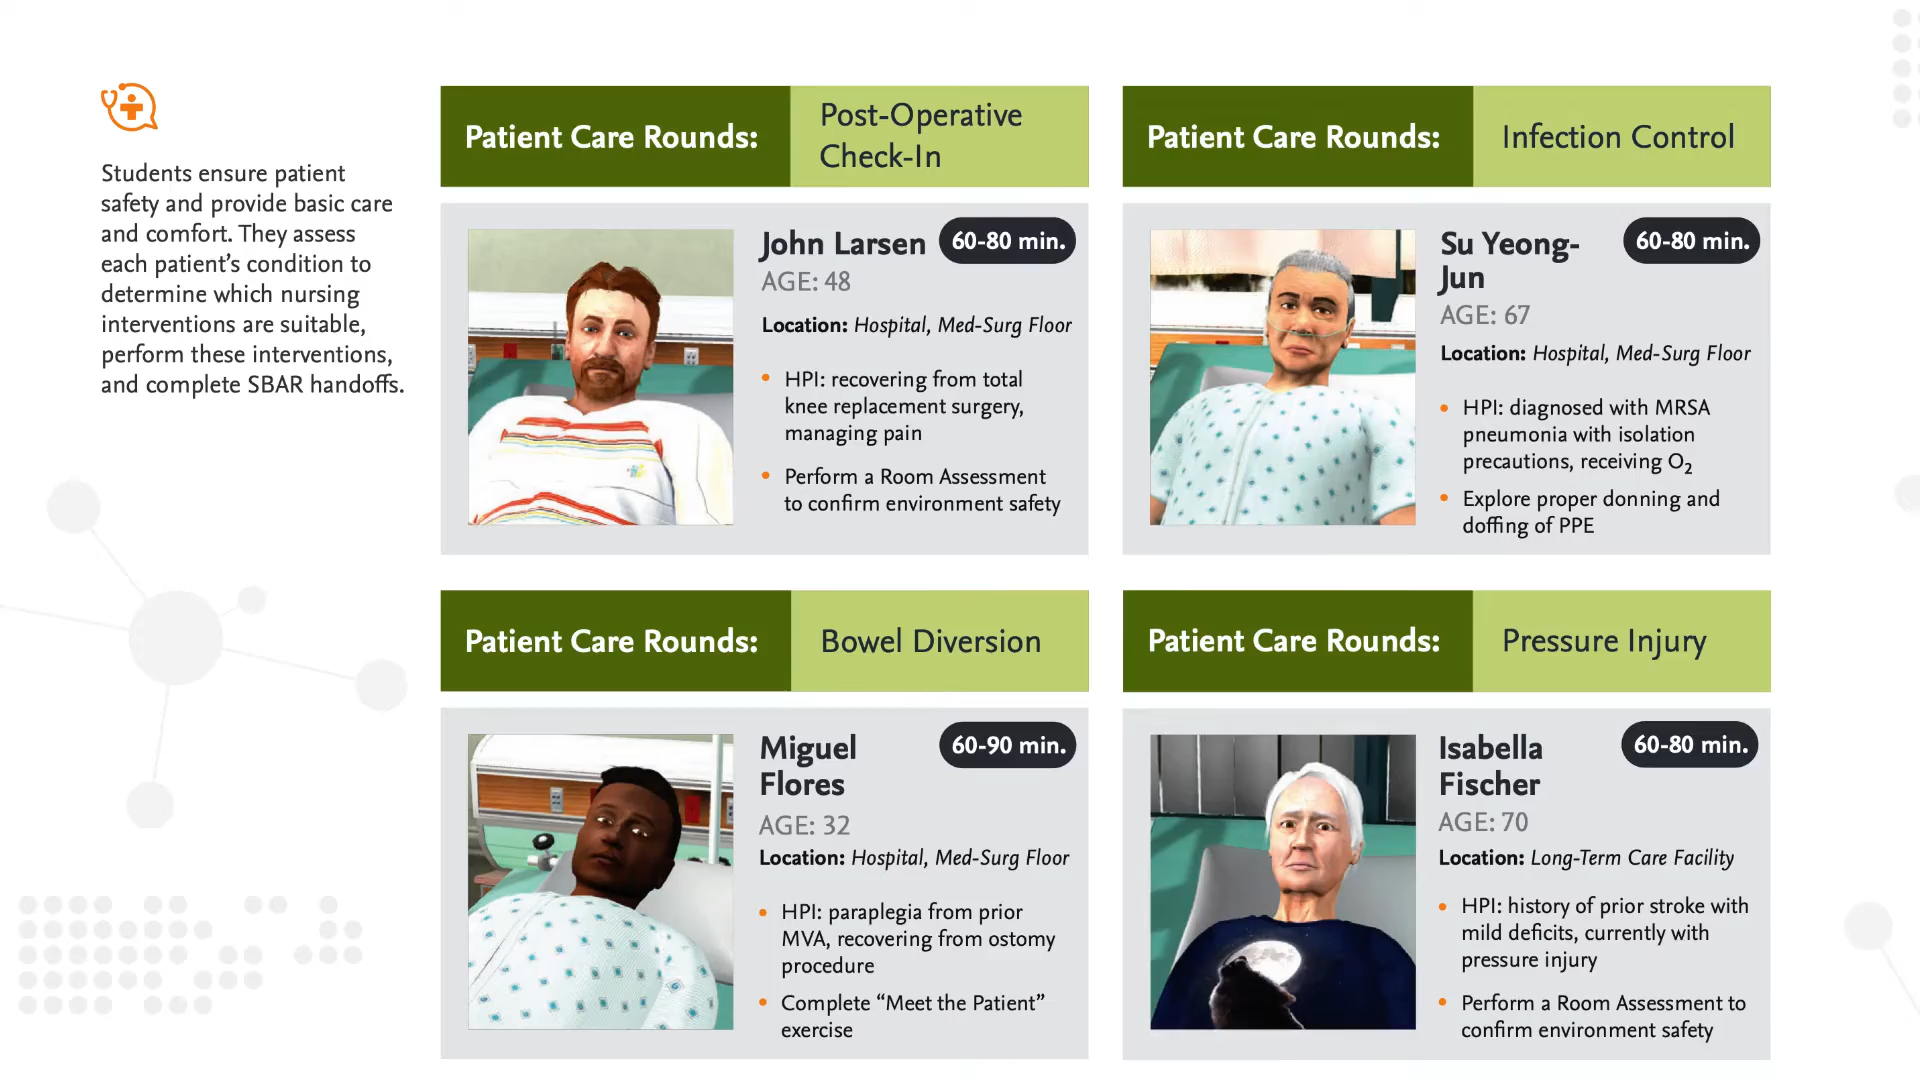 Students ensure patient
safety and provide basic care
and comfort. They assess
each patient’s condition to
determine which nursing
interventions are suitable,
perform these interventions,
and complete SBAR handoffs.
Patient Care Rounds:
Post-Operative
Check-In
John Larsen
60-80 min.
AGE: 48
Location: Hospital, Med-Surg Floor
• HPI: recovering from total
knee replacement surgery,
managing pain
• Perform a Room Assessment
to confirm environment safety
Patient Care Rounds:
Infection Control
Su Yeong-
Jun
60-80 min.
AGE: 67
Location: Hospital, Med-Surg Floor
• HPI: diagnosed with MRSA
pneumonia with isolation
precautions, receiving O₂
• Explore proper donning and
doffing of PPE
Patient Care Rounds:
Bowel Diversion
Miguel
Flores
60-90 min.
AGE: 32
Location: Hospital, Med-Surg Floor
• HPI: paraplegia from prior
MVA, recovering from ostomy
procedure
• Complete “Meet the Patient”
exercise
Patient Care Rounds:
Pressure Injury
Isabella
Fischer
60-80 min.
AGE: 70
Location: Long-Term Care Facility
• HPI: history of prior stroke with
mild deficits, currently with
pressure injury
• Perform a Room Assessment to
confirm environment safety